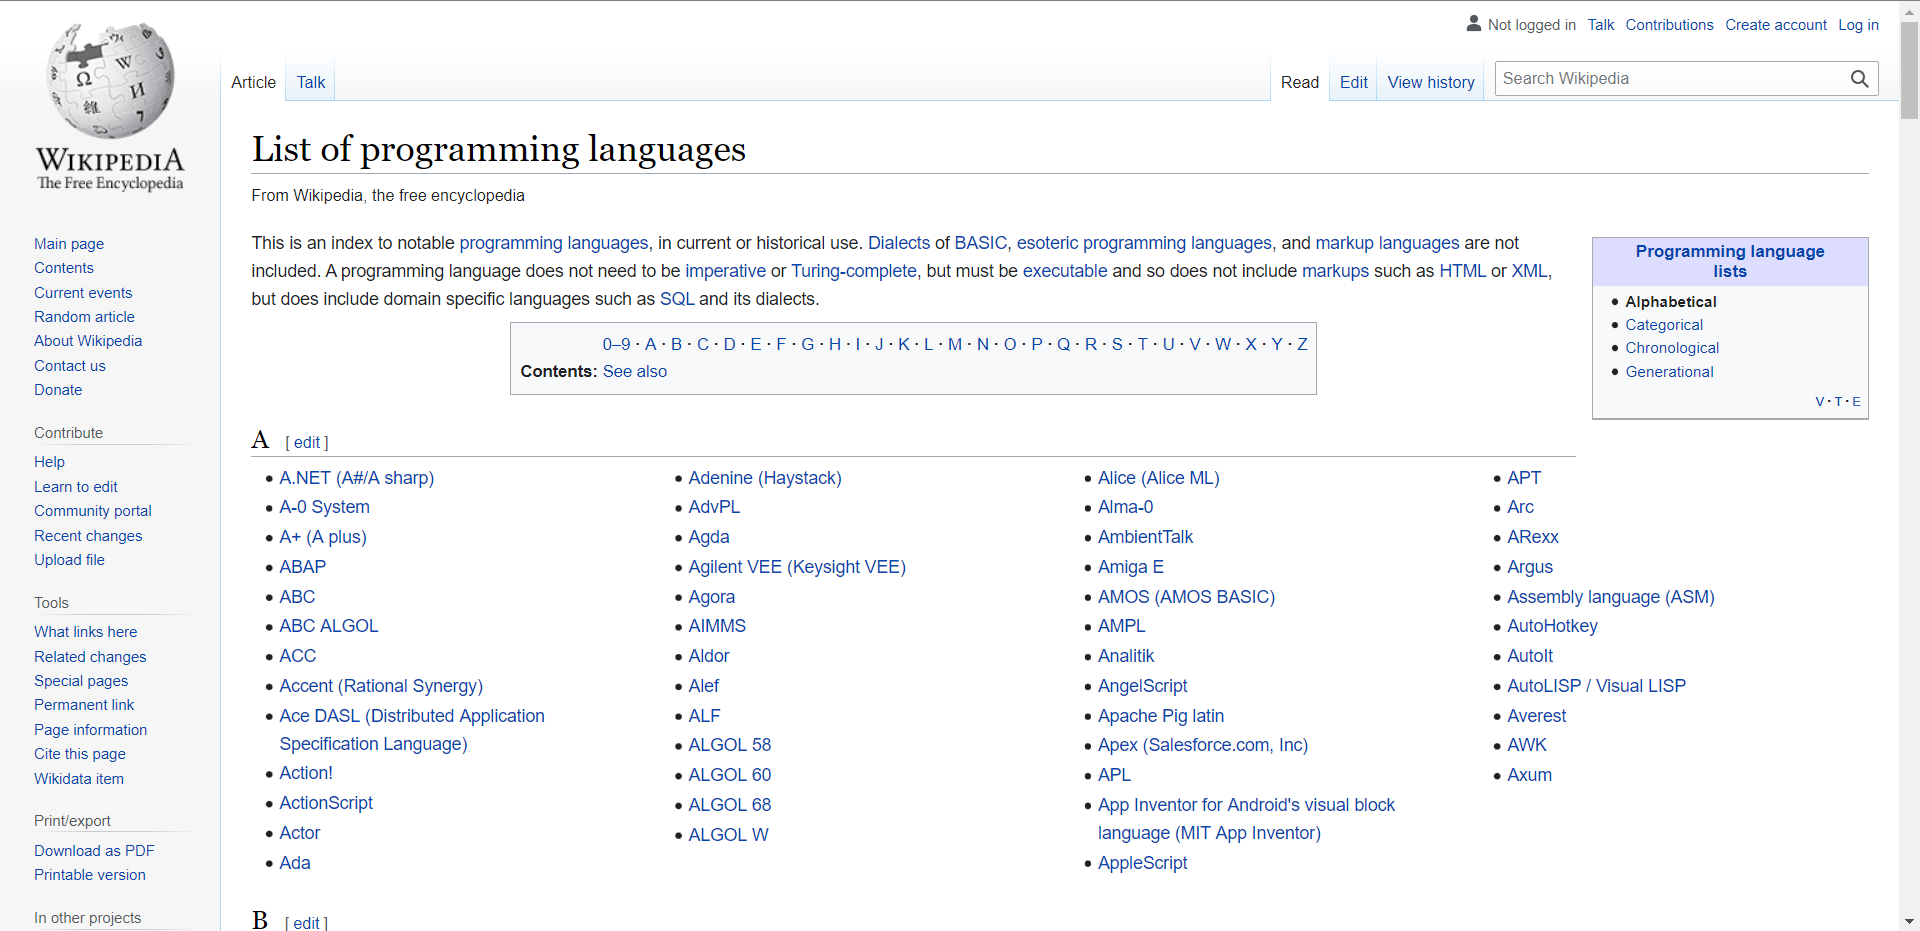 Not logged in Talk Contributions Create account Log in
Article Talk Read Edit View history Search Wikipedia
WIKIPEDIA
The Free Encyclopedia
Main page
Contents
Current events
Random article
About Wikipedia
Contact us
Donate
Contribute
Help
Learn to edit
Community portal
Recent changes
Upload file
Tools
What links here
Related changes
Special pages
Permanent link
Page information
Cite this page
Wikidata item
Print/export
Download as PDF
Printable version
In other projects
List of programming languages
From Wikipedia, the free encyclopedia
This is an index to notable programming languages, in current or historical use. Dialects of BASIC, esoteric programming languages, and markup languages are not
included. A programming language does not need to be imperative or Turing-complete, but must be executable and so does not include markups such as HTML or XML,
but does include domain specific languages such as SQL and its dialects.
Programming language
lists
• Alphabetical
• Categorical
• Chronological
• Generational
V · T · E
0–9 · A · B · C · D · E · F · G · H · I · J · K · L · M · N · O · P · Q · R · S · T · U · V · W · X · Y · Z
Contents: See also
A [ edit ]
• A.NET (A#/A sharp)
• A-0 System
• A+ (A plus)
• ABAP
• ABC
• ABC ALGOL
• ACC
• Accent (Rational Synergy)
• Ace DASL (Distributed Application
Specification Language)
• Action!
• ActionScript
• Actor
• Ada
• Adenine (Haystack)
• AdvPL
• Agda
• Agilent VEE (Keysight VEE)
• Agora
• AIMMS
• Aldor
• Alef
• ALF
• ALGOL 58
• ALGOL 60
• ALGOL 68
• ALGOL W
• Alice (Alice ML)
• Alma-0
• AmbientTalk
• Amiga E
• AMOS (AMOS BASIC)
• AMPL
• Analitik
• AngelScript
• Apache Pig latin
• Apex (Salesforce.com, Inc)
• APL
• App Inventor for Android's visual block
language (MIT App Inventor)
• AppleScript
• APT
• Arc
• ARexx
• Argus
• Assembly language (ASM)
• AutoHotkey
• AutoIt
• AutoLISP / Visual LISP
• Averest
• AWK
• Axum
B [ edit ]